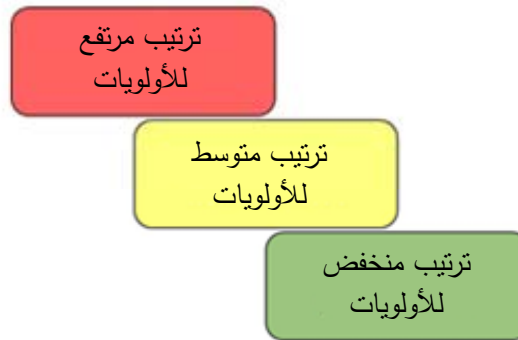 ترتيب مرتفع
للأولويات
ترتيب متوسط
للأولويات
ترتيب منخفض
للأولويات